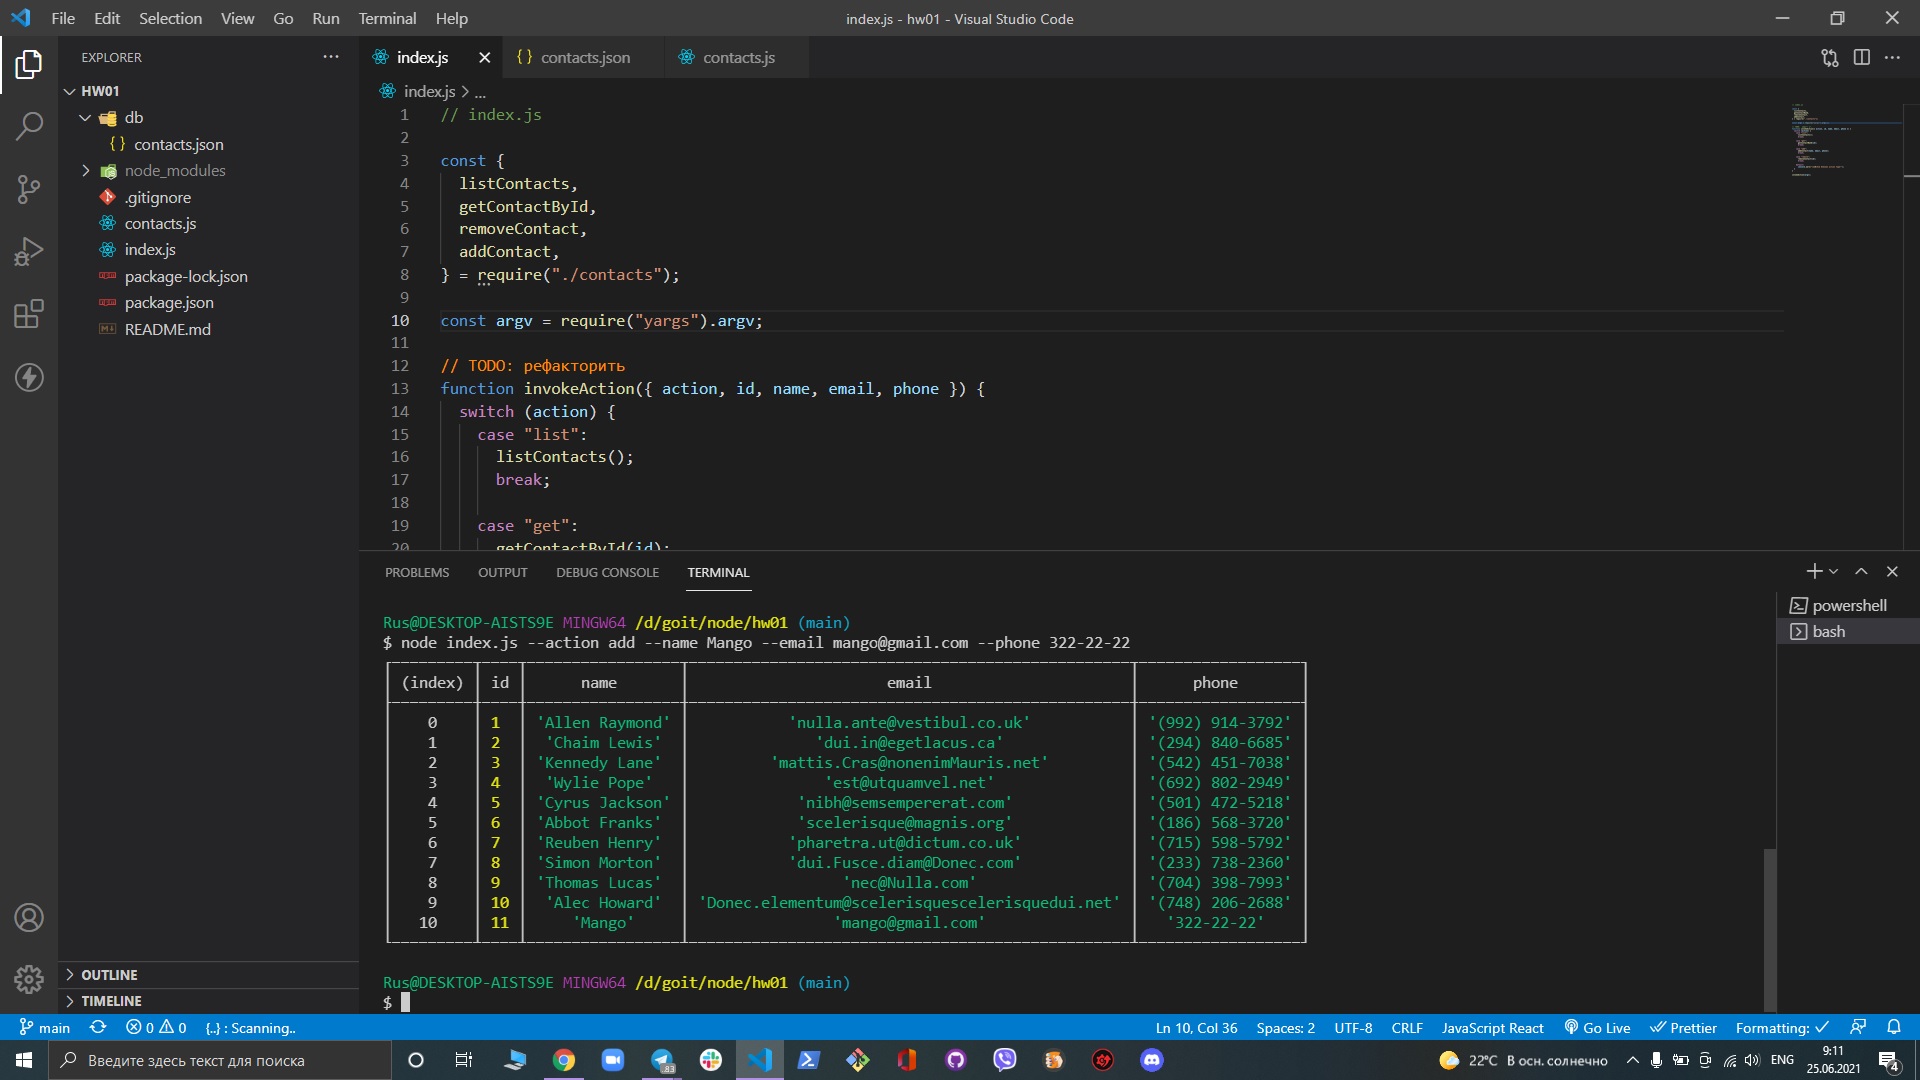 File Edit Selection View Go Run Terminal Help
index.js - hw01 - Visual Studio Code
EXPLORER
HW01
db
{ } contacts.json
node_modules
.gitignore
contacts.js
index.js
package-lock.json
package.json
README.md
OUTLINE
TIMELINE
index.js
{ } contacts.json
contacts.js
index.js > ...
1 // index.js
2
3 const {
4 listContacts,
5 getContactById,
6 removeContact,
7 addContact,
8 } = require("./contacts");
9
10 const argv = require("yargs").argv;
11
12 // TODO: рефакторить
13 function invokeAction({ action, id, name, email, phone }) {
14 switch (action) {
15 case "list":
16 listContacts();
17 break;
18
19 case "get":
20 getContactById(id);
PROBLEMS OUTPUT DEBUG CONSOLE TERMINAL
powershell
bash
Rus@DESKTOP-AISTS9E MINGW64 /d/goit/node/hw01 (main)
$ node index.js --action add --name Mango --email mango@gmail.com --phone 322-22-22
(index) id name email phone
0 1 'Allen Raymond' 'nulla.ante@vestibul.co.uk' '(992) 914-3792'
1 2 'Chaim Lewis' 'dui.in@egetlacus.ca' '(294) 840-6685'
2 3 'Kennedy Lane' 'mattis.Cras@nonenimMauris.net' '(542) 451-7038'
3 4 'Wylie Pope' 'est@utquamvel.net' '(692) 802-2949'
4 5 'Cyrus Jackson' 'nibh@semsempererat.com' '(501) 472-5218'
5 6 'Abbot Franks' 'scelerisque@magnis.org' '(186) 568-3720'
6 7 'Reuben Henry' 'pharetra.ut@dictum.co.uk' '(715) 598-5792'
7 8 'Simon Morton' 'dui.Fusce.diam@Donec.com' '(233) 738-2360'
8 9 'Thomas Lucas' 'nec@Nulla.com' '(704) 398-7993'
9 10 'Alec Howard' 'Donec.elementum@scelerisquescelerisquedui.net' '(748) 206-2688'
10 11 'Mango' 'mango@gmail.com' '322-22-22'
Rus@DESKTOP-AISTS9E MINGW64 /d/goit/node/hw01 (main)
$
main 0 0 {..} : Scanning.. Ln 10, Col 36 Spaces: 2 UTF-8 CRLF JavaScript React Go Live Prettier Formatting: ✓
Введите здесь текст для поиска 83 22°C В осн. солнечно ENG 9:11
25.06.2021 4